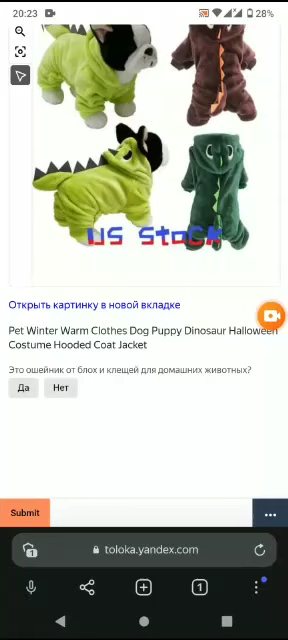 20:23
28%
US Stock
Открыть картинку в новой вкладке
Pet Winter Warm Clothes Dog Puppy Dinosaur Halloween
Costume Hooded Coat Jacket
Это ошейник от блох и клещей для домашних животных?
Да Нет
Submit
toloka.yandex.com
1
1